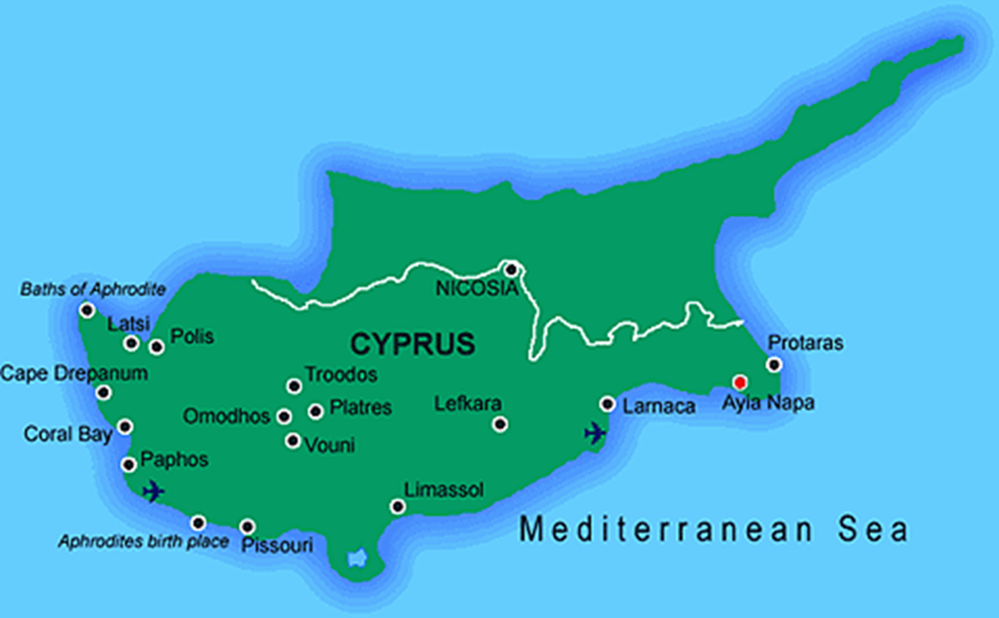 Baths of Aphrodite
NICOSIA
Latsi
Polis
CYPRUS
Protaras
Cape Drepanum
Troodos
Ayia Napa
Larnaca
Lefkara
Platres
Omodhos
Coral Bay
Vouni
Paphos
Limassol
Mediterranean Sea
Aphrodites birth place
Pissouri